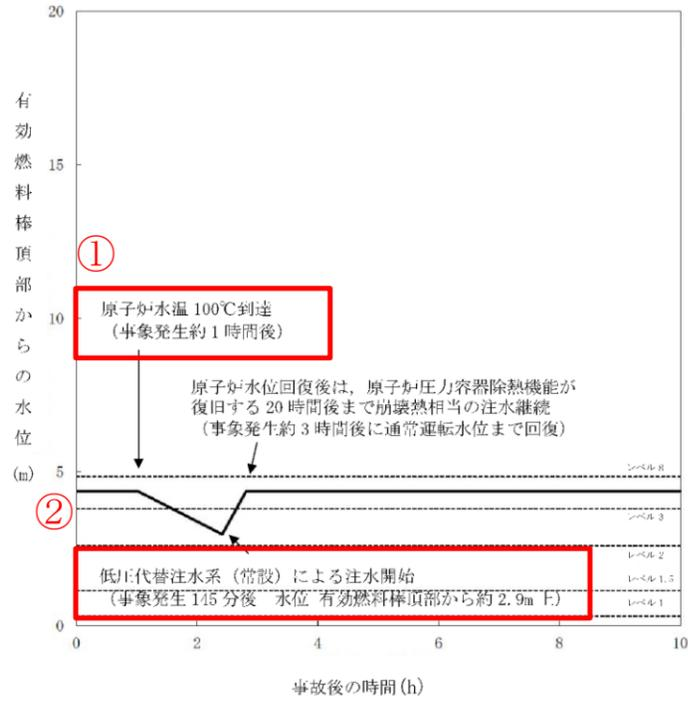 20
15
10
5
0
有効燃料棒頂部からの水位(m)
①
原子炉水温 100℃到達
(事象発生約1時間後)
原子炉水位回復後は，原子炉圧力容器除熱機能が
復旧する 20 時間後まで崩壊熱相当の注水継続
(事象発生約3時間後に通常運転水位まで回復)
レベル 8
②
レベル 3
レベル 2
低圧代替注水系（常設）による注水開始
レベル 1.5
(事象発生 145 分後 水位 有効燃料棒頂部から約 2.9m 上)
レベル 1
0 2 4 6 8 10
事故後の時間(h)